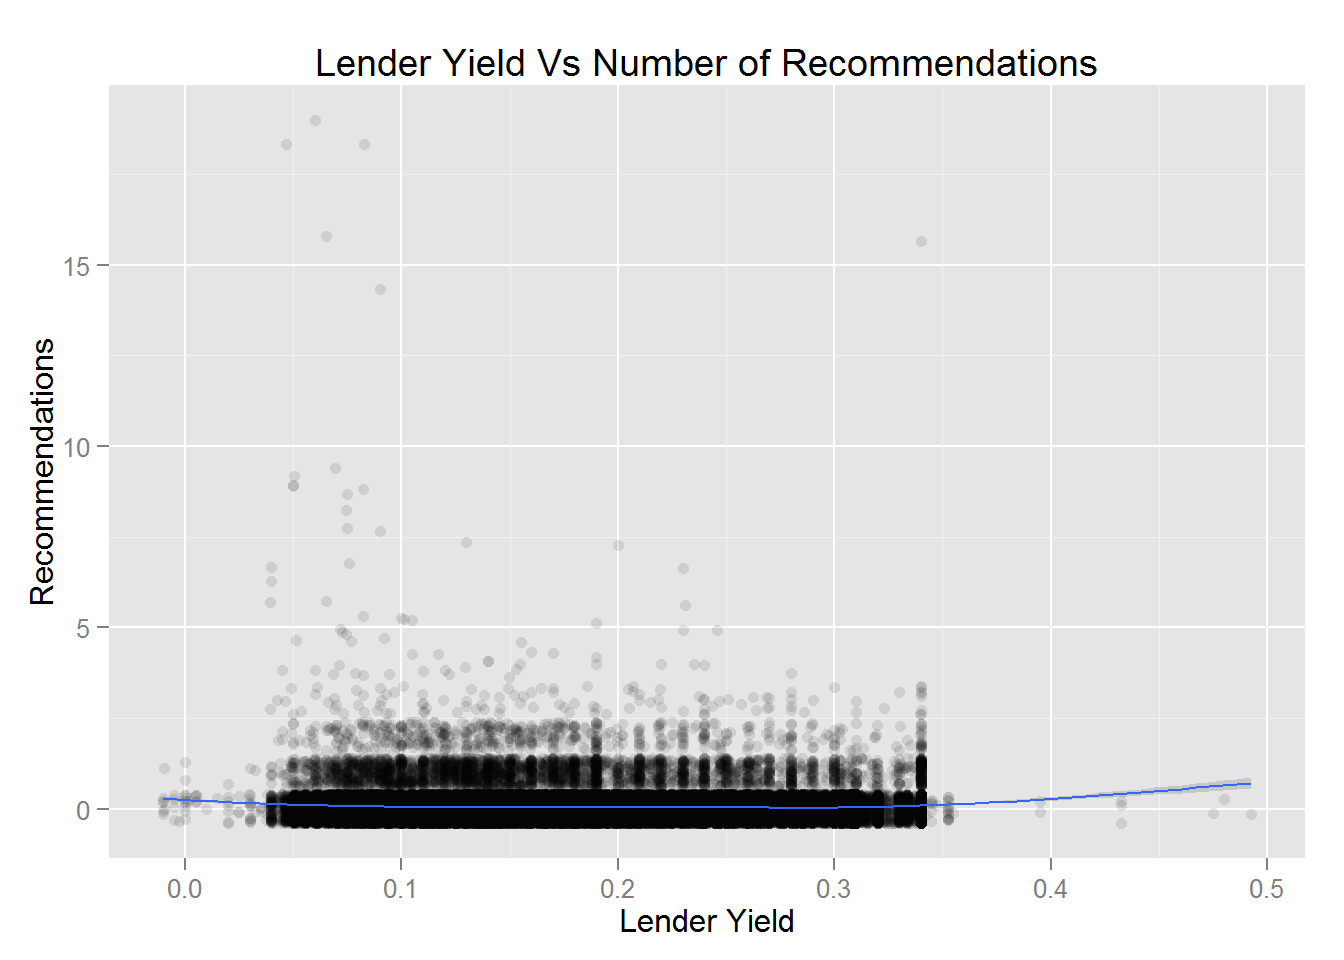 Lender Yield Vs Number of Recommendations
15
10
5
0
Recommendations
0.0 0.1 0.2 0.3 0.4 0.5
Lender Yield